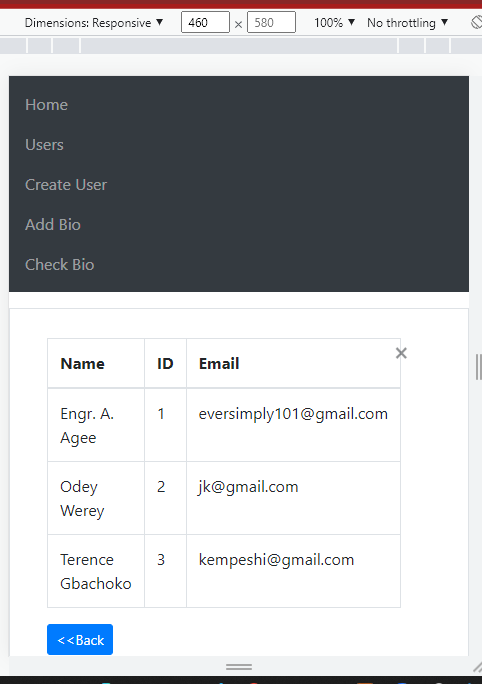 Dimensions: Responsive ▼ 460 × 580 100% ▼ No throttling ▼
Home
Users
Create User
Add Bio
Check Bio
×
Name ID Email
Engr. A. 1 eversimply101@gmail.com
Agee
Odey 2 jk@gmail.com
Werey
Terence 3 kempeshi@gmail.com
Gbachoko
<<Back